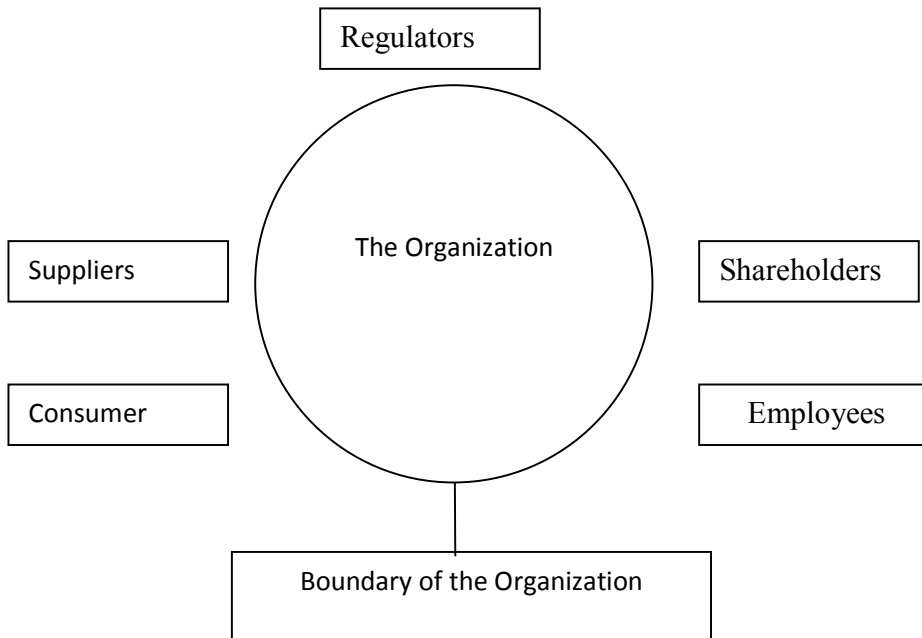 Regulators
The Organization
Suppliers
Shareholders
Consumer
Employees
Boundary of the Organization